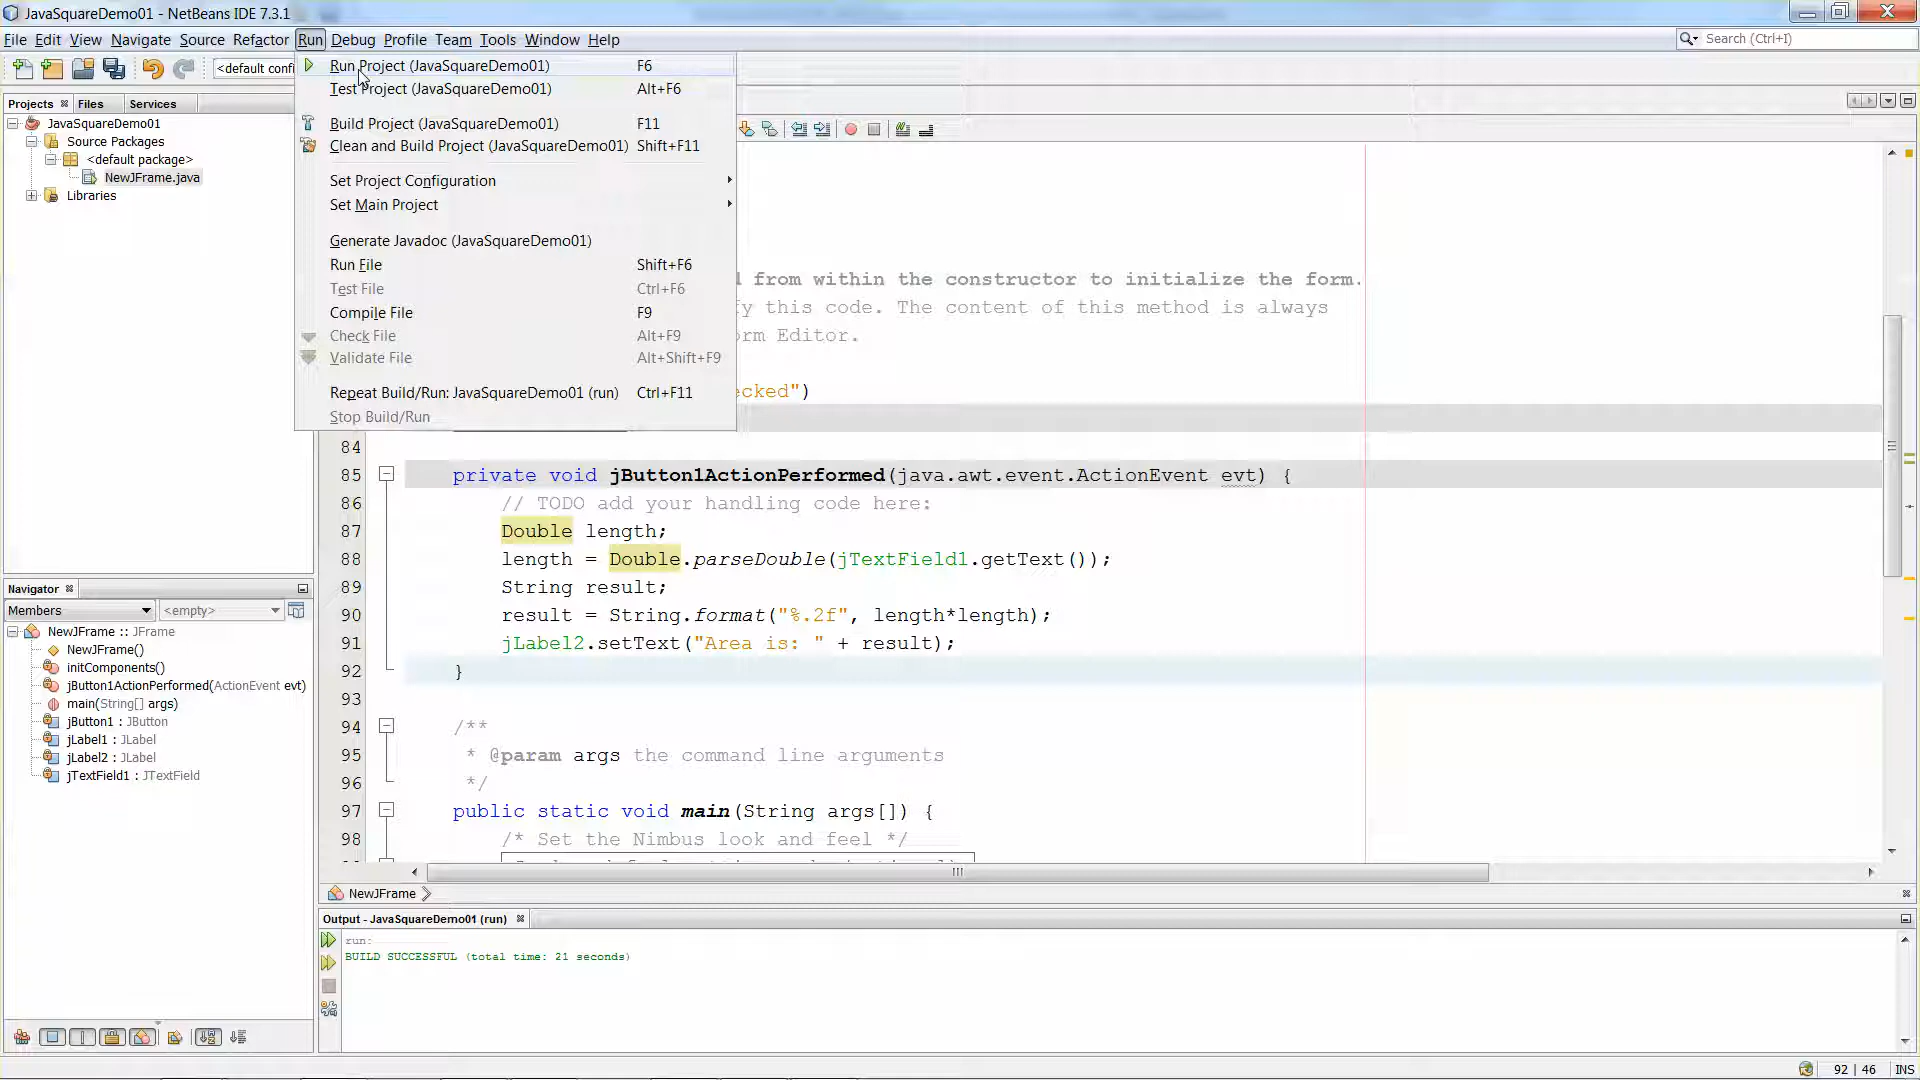 JavaSquareDemo01 - NetBeans IDE 7.3.1
File Edit View Navigate Source Refactor Run Debug Profile Team Tools Window Help
Search (Ctrl+I)
<default confi
Run Project (JavaSquareDemo01) F6
Test Project (JavaSquareDemo01) Alt+F6
Build Project (JavaSquareDemo01) F11
Clean and Build Project (JavaSquareDemo01) Shift+F11
Set Project Configuration
Set Main Project
Generate Javadoc (JavaSquareDemo01)
Run File Shift+F6
Test File Ctrl+F6
Compile File F9
Check File Alt+F9
Validate File Alt+Shift+F9
Repeat Build/Run: JavaSquareDemo01 (run) Ctrl+F11
Stop Build/Run
Projects Files Services
JavaSquareDemo01
Source Packages
<default package>
NewJFrame.java
Libraries
Navigator
Members <empty>
NewJFrame :: JFrame
NewJFrame()
initComponents()
jButton1ActionPerformed(ActionEvent evt)
main(String[] args)
jButton1 : JButton
jLabel1 : JLabel
jLabel2 : JLabel
jTextField1 : JTextField
d from within the constructor to initialize the form.
fy this code. The content of this method is always
orm Editor.
ecked")
84
85 private void jButton1ActionPerformed(java.awt.event.ActionEvent evt) {
86 // TODO add your handling code here:
87 Double length;
88 length = Double.parseDouble(jTextField1.getText());
89 String result;
90 result = String.format("%.2f", length*length);
91 jLabel2.setText("Area is: " + result);
92 }
93
94 /**
95 * @param args the command line arguments
96 */
97 public static void main(String args[]) {
98 /* Set the Nimbus look and feel */
NewJFrame
Output - JavaSquareDemo01 (run)
run:
BUILD SUCCESSFUL (total time: 21 seconds)
92 | 46 INS